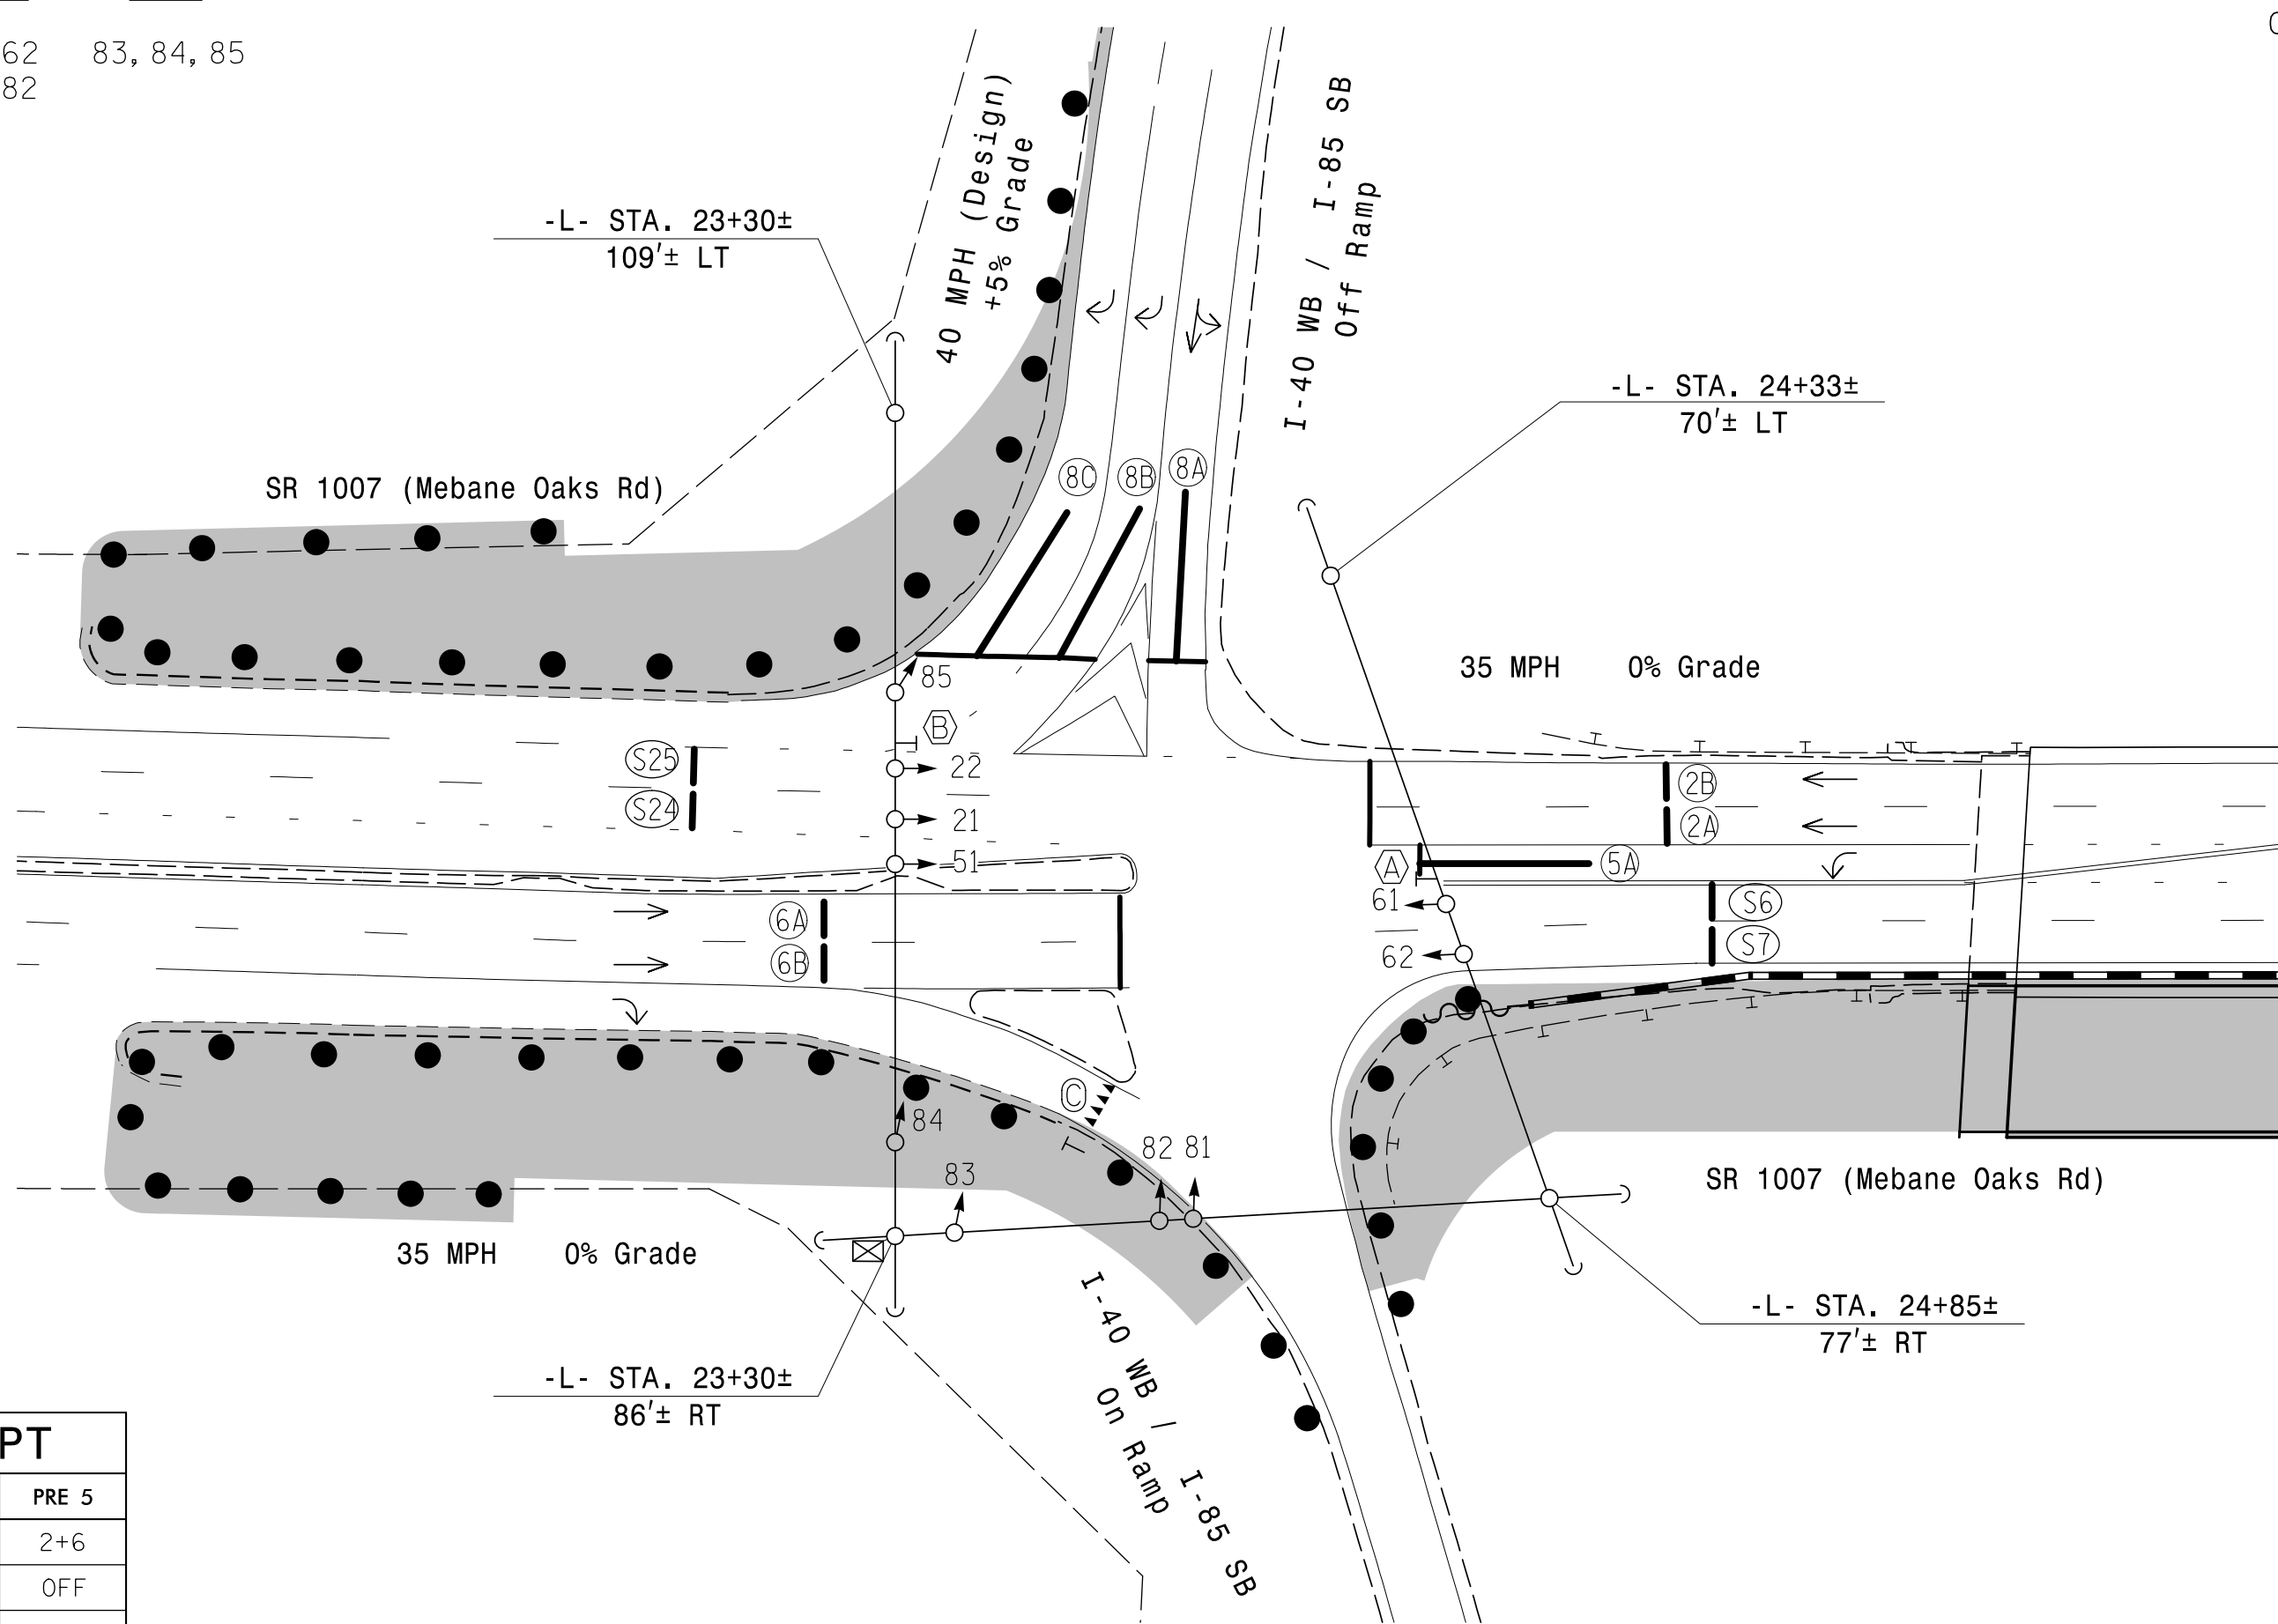 62 83,84,85
82
-L- STA. 23+30±
109'± LT
40 MPH (Design)
+5% Grade
I-40 WB / I-85 SB
Off Ramp
-L- STA. 24+33±
70'± LT
SR 1007 (Mebane Oaks Rd)
8C
8B
8A
85
B
35 MPH 0% Grade
S25
22
2B
S24
21
2A
51
A
5A
61
S6
6A
62
S7
6B
C
84
82 81
83
SR 1007 (Mebane Oaks Rd)
35 MPH 0% Grade
-L- STA. 24+85±
77'± RT
I-40 WB / I-85 SB
On Ramp
-L- STA. 23+30±
86'± RT
PT
PRE 5
2+6
OFF